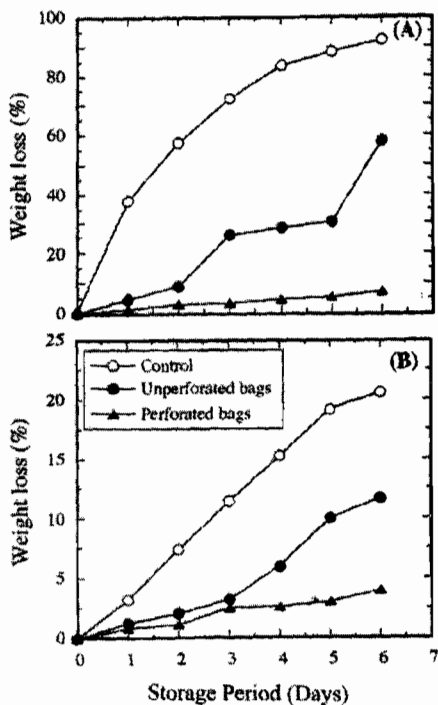 (A)
Weight loss (%)
100
80
60
40
20
0
(B)
Control
Unperforated bags
Perforated bags
Weight loss (%)
25
20
15
10
5
0
0 1 2 3 4 5 6 7
Storage Period (Days)